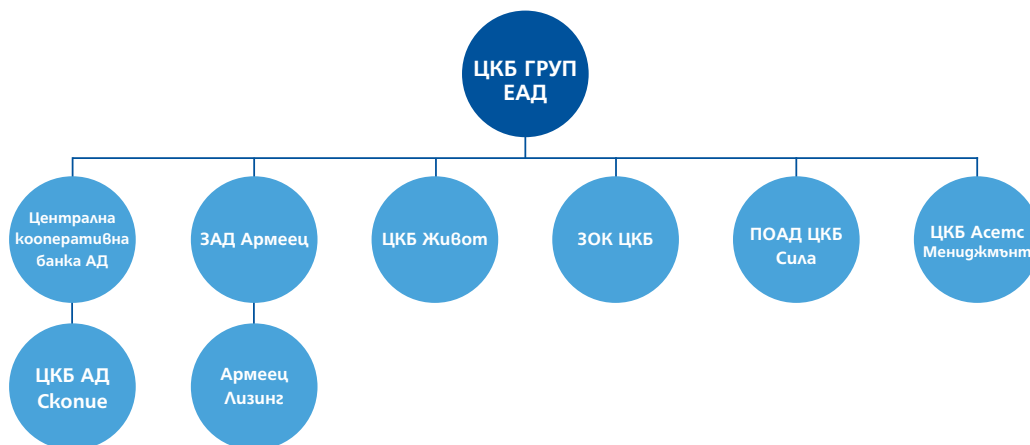 ЦКБ ГРУП
ЕАД
Централна
кооперативна
банка АД
ЗАД Армеец
ЦКБ Живот
ЗОК ЦКБ
ПОАД ЦКБ
Сила
ЦКБ Асетс
Мениджмънт
ЦКБ АД
Скопие
Армеец
Лизинг